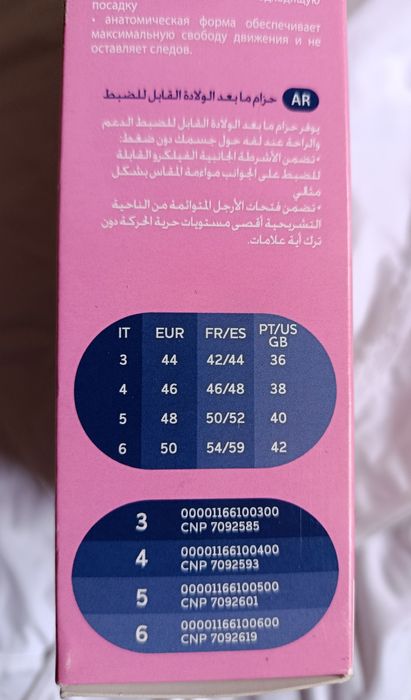 посадку
• анатомическая форма обеспечивает
максимальную свободу движения и не
оставляет следов.
AR حزام ما بعد الولادة القابل للضبط
يوفر حزام ما بعد الولادة القابل للضبط الدعم
والراحة عند لفه حول جسمك دون ضغط:
• تضمن الأشرطة الجانبية الفيلكرو القابلة
للضبط على الجوانب مواءمة المقاس بشكل
مثالي
• تضمن فتحات الأرجل المتوائمة من الناحية
التشريحية أقصى مستويات حرية الحركة دون
ترك أية علامات.
IT EUR FR/ES PT/US GB
3 44 42/44 36
4 46 46/48 38
5 48 50/52 40
6 50 54/59 42
3 00001166100300
CNP 7092585
4 00001166100400
CNP 7092593
5 00001166100500
CNP 7092601
6 00001166100600
CNP 7092619